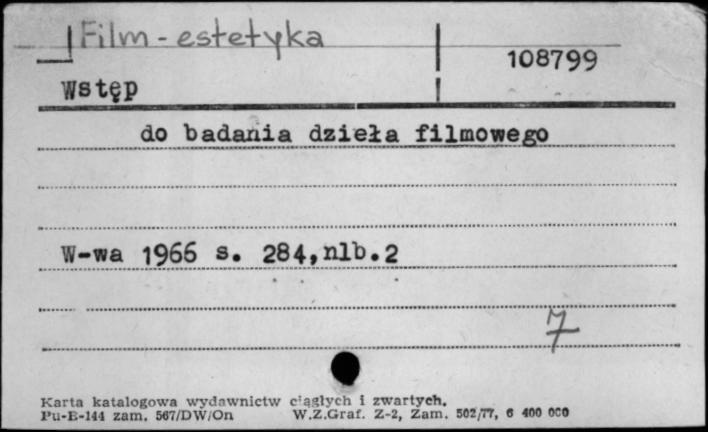 Film - estetyka
108799
Wstęp
do badania dzieła filmowego
W-wa 1966 s. 284,nlb.2
7
Karta katalogowa wydawnictw ciągłych i zwartych.
Pu-E-144 zam. 567/DW/On W.Z.Graf. Z-2, Zam. 502/77, 6 400 000